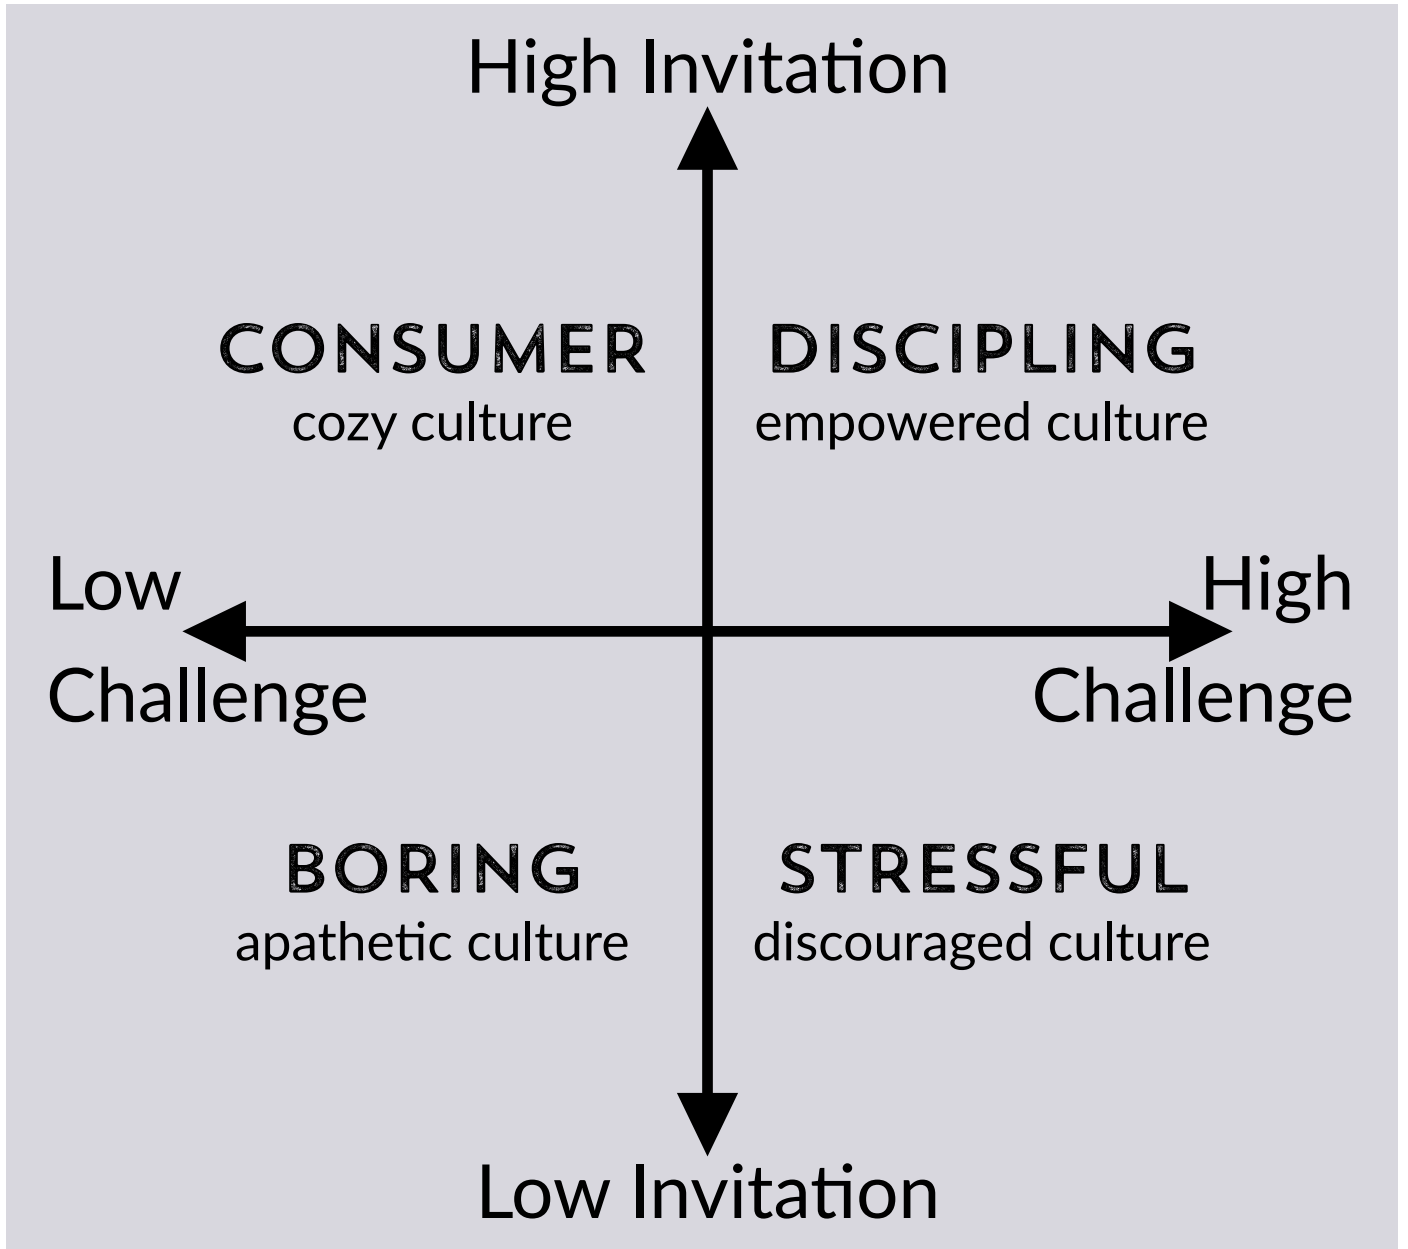 High Invitation
CONSUMER
cozy culture
DISCIPLING
empowered culture
Low
Challenge
High
Challenge
BORING
apathetic culture
STRESSFUL
discouraged culture
Low Invitation